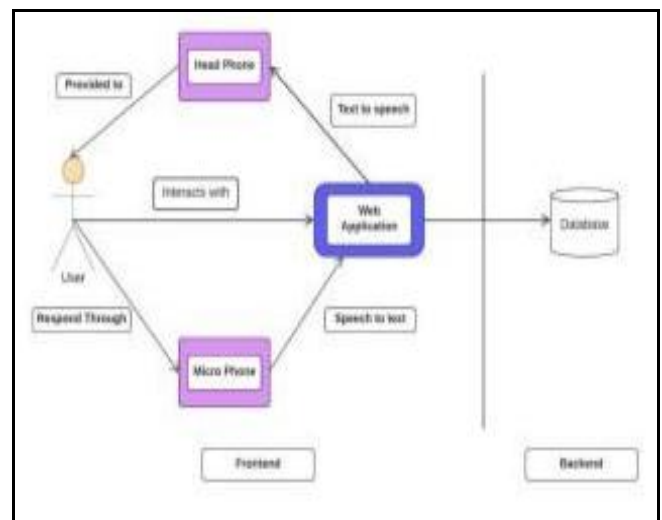 Head Phone
Provided to
Text to speech
Interacts with
Web
Application
Database
User
Respond Through
Speech to text
Micro Phone
Frontend
Backend